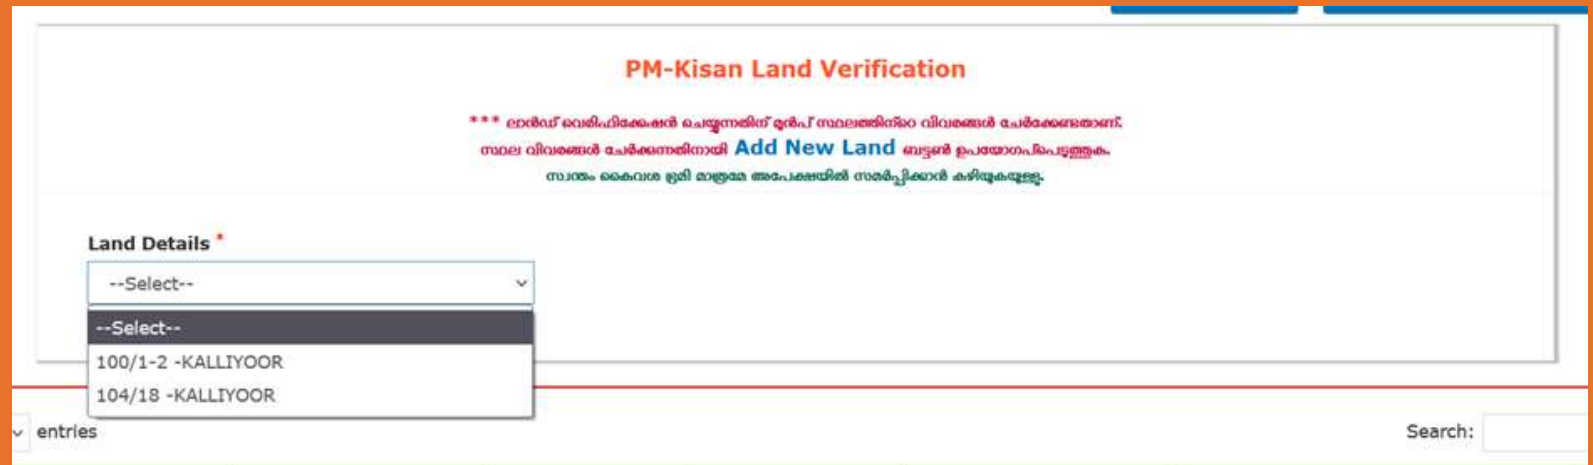 PM-Kisan Land Verification
*** ലാൻഡ് വെരിഫിക്കേഷൻ ചെയ്യുന്നതിന് മുൻപ് സ്ഥലത്തിൻ്റെ വിവരങ്ങൾ ചേർക്കേണ്ടതാണ്.
സ്ഥല വിവരങ്ങൾ ചേർക്കുന്നതിനായി Add New Land ബട്ടൺ ഉപയോഗപ്പെടുത്തുക.
സ്വന്തം കൈവശ ഭൂമി മാത്രമേ അപേക്ഷയിൽ സമർപ്പിക്കാൻ കഴിയുകയുള്ളു.
Land Details *
--Select--
--Select--
100/1-2 -KALLIYOOR
104/18 -KALLIYOOR
entries Search: